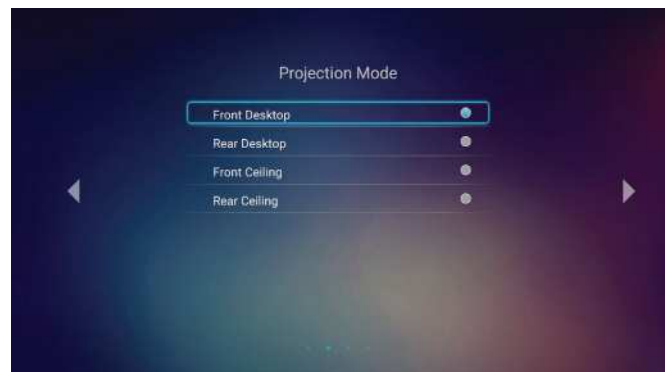 Projection Mode
Front Desktop
Rear Desktop
Front Ceiling
Rear Ceiling